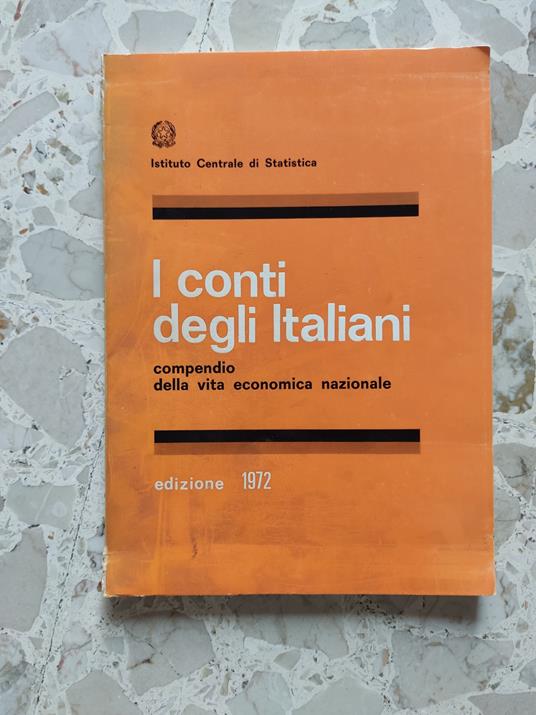 Istituto Centrale di Statistica
I conti
degli Italiani
compendio
della vita economica nazionale
edizione 1972